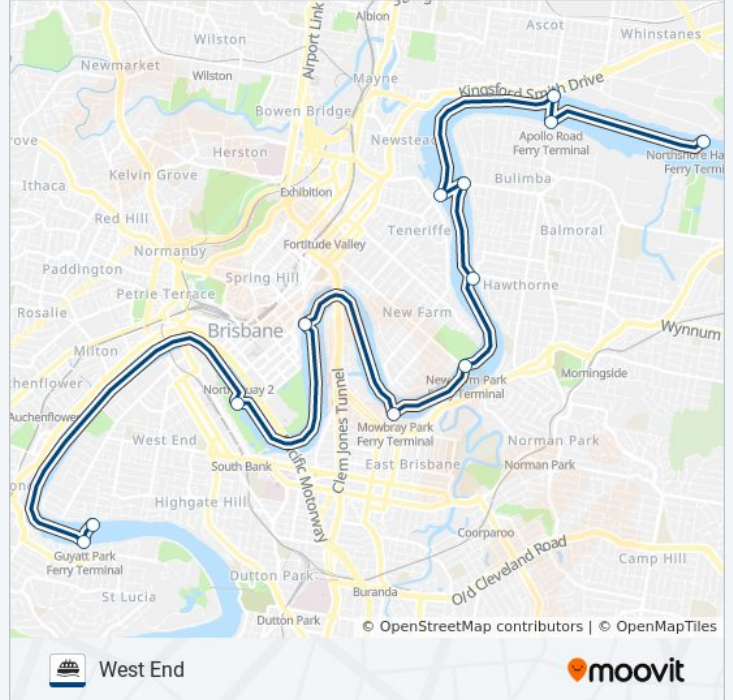 Albion
Ascot
Whinstanes
Wilston
Newmarket
Wilston
Airport Link
Mayne
Kingsford Smith Drive
Bowen Bridge
Newstead
Apollo Road
Ferry Terminal
Herston
Northshore Ha
Ferry Termi
Kelvin Grove
Ithaca
Exhibition
Bulimba
Red Hill
Teneriffe
Balmoral
Normanby
Fortitude Valley
Paddington
Spring Hill
Petrie Terrace
Hawthorne
Rosalie
New Farm
Brisbane
Wynnum
Milton
Morningside
henflower
North Quay 2
New Farm Park
Ferry Terminal
Clem Jones Tunnel
Auchenflower
Mowbray Park
Ferry Terminal
West End
Norman Park
South Bank
cific Motorway
East Brisbane
Norman Park
Highgate Hill
Coorparoo
Guyatt Park
Ferry Terminal
Old Cleveland Road
Camp Hill
Dutton Park
St Lucia
Buranda
Dutton Park
© OpenStreetMap contributors | © OpenMapTiles
West End
moovit